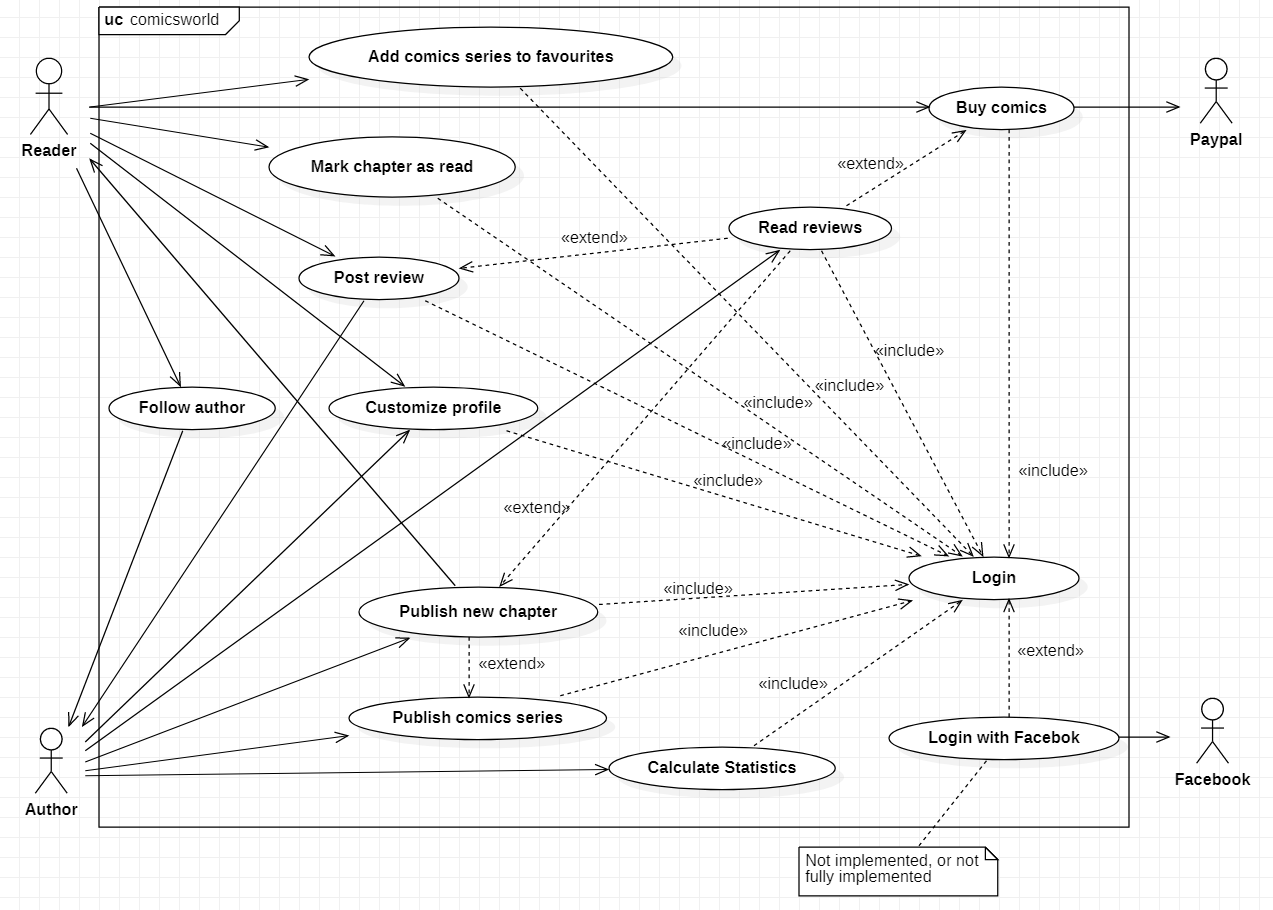 uc comicsworld
Add comics series to favourites
Reader
Buy comics
Paypal
Mark chapter as read
«extend»
Read reviews
«extend»
Post review
«include»
«include»
Follow author
Customize profile
«include»
«include»
«include»
«include»
«extend»
Login
Publish new chapter
«include»
«include»
«extend»
«extend»
«include»
Publish comics series
Login with Facebok
Calculate Statistics
Author
Facebook
Not implemented, or not
fully implemented